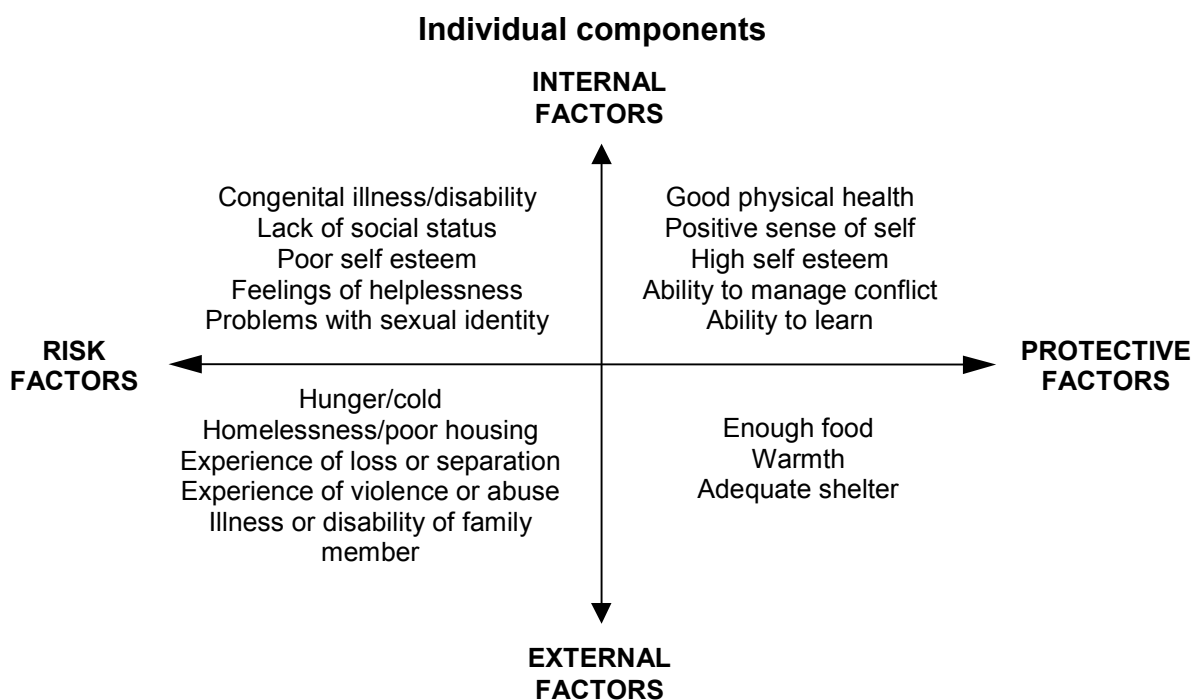 Individual components
INTERNAL
FACTORS
Congenital illness/disability
Lack of social status
Poor self esteem
Feelings of helplessness
Problems with sexual identity
Good physical health
Positive sense of self
High self esteem
Ability to manage conflict
Ability to learn
RISK
FACTORS
PROTECTIVE
FACTORS
Hunger/cold
Homelessness/poor housing
Experience of loss or separation
Experience of violence or abuse
Illness or disability of family
member
Enough food
Warmth
Adequate shelter
EXTERNAL
FACTORS